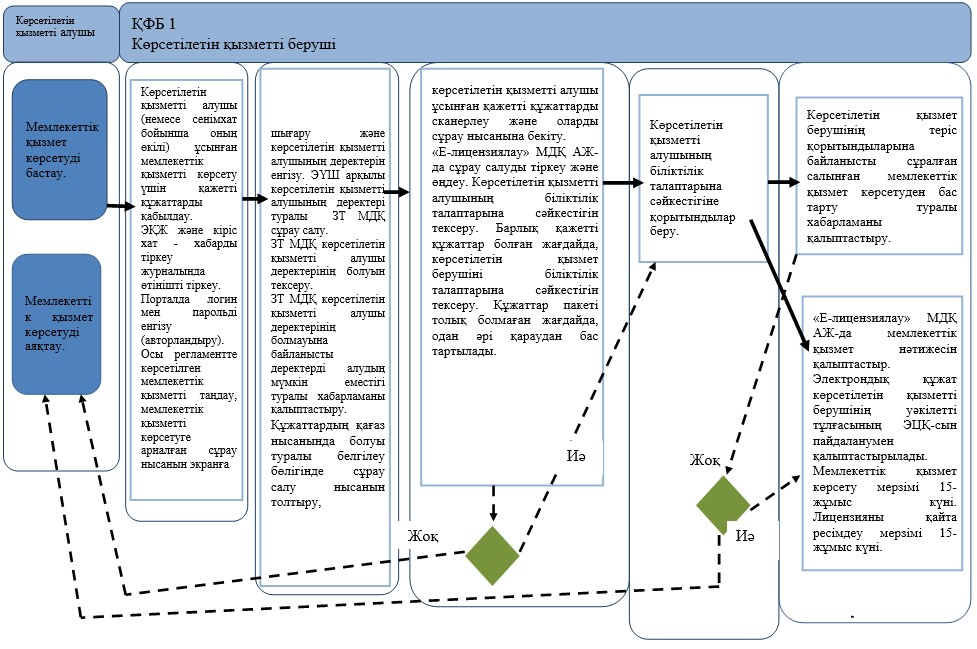 Көрсетілетін
қызметті алушы
ҚФБ 1
Көрсетілетін қызметті беруші
Мемлекеттік
қызмет
көрсетуді
бастау.
Мемлекетті
к қызмет
көрсетуді
аяқтау.
Көрсетілетін
қызметті алушы
(немесе сенімхат
бойынша оның
өкілі) ұсынған
мемлекеттік
қызметті көрсету
үшін қажетті
құжаттарды
қабылдау.
ЭҚЖ және кіріс
хат - хабарды
тіркеу
журналында
өтінішті тіркеу.
Порталда логин
мен парольді
енгізу
(авторландыру).
Осы регламентте
көрсетілген
мемлекеттік
қызметті таңдау,
мемлекеттік
қызметті
көрсетуге
арналған сұрау
нысанын экранға
шығару және
көрсетілетін қызметті
алушының деректерін
енгізу. ЭҮШ арқылы
көрсетілетін қызметті
алушының деректері
туралы ЗТ МДҚ
сұрау салу.
ЗТ МДҚ көрсетілетін
қызметті алушы
деректерінің болуын
тексеру.
ЗТ МДҚ көрсетілетін
қызметті алушы
деректерінің
болмауына
байланысты
деректерді алудың
мүмкін еместігі
туралы хабарламаны
қалыптастыру.
Құжаттардың қағаз
нысанында болуы
туралы белгілеу
бөлігінде сұрау
салу нысанын
толтыру,
көрсетілетін қызметті алушы
ұсынған қажетті құжаттарды
сканерлеу және оларды
сұрау нысанына бекіту.
«Е-лицензиялау» МДҚ АЖ-
да сұрау салуды тіркеу және
өңдеу. Көрсетілетін қызметті
алушының біліктілік
талаптарына сәйкестігін
тексеру. Барлық қажетті
құжаттар болған жағдайда,
көрсетілетін қызмет
берушіні біліктілік
талаптарына сәйкестігін
тексеру. Құжаттар пакеті
толық болмаған жағдайда,
одан әрі қараудан бас
тартылады.
Көрсетілетін
қызметті
алушының
біліктілік
талаптарына
сәйкестігіне
қорытындылар
беру.
Көрсетілетін қызмет
берушінің теріс
қорытындыларына
байланысты сұралған
салынған мемлекеттік
қызмет көрсетуден бас
тарту туралы
хабарламаны
қалыптастыру.
«Е-лицензиялау» МДҚ
АЖ-да мемлекеттік
қызмет нәтижесін
қалыптастыр.
Электрондық құжат
көрсетілетін қызметті
берушінің уәкілетті
тұлғасының ЭЦҚ-сын
пайдаланумен
қалыптастырылады.
Мемлекеттік қызмет
көрсету мерзімі 15-
жұмыс күні.
Лицензияны қайта
ресімдеу мерзімі 15-
жұмыс күні.
Иә
Жоқ
Жоқ
Иә